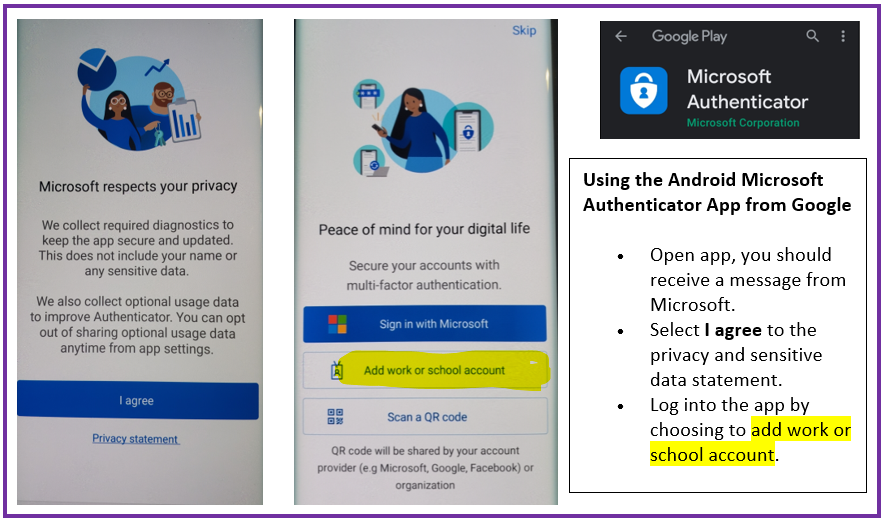 Microsoft respects your privacy
We collect required diagnostics to
keep the app secure and updated.
This does not include your name or
any sensitive data.
We also collect optional usage data
to improve Authenticator. You can opt
out of sharing optional usage data
anytime from app settings.
I agree
Privacy statement
Skip
Peace of mind for your digital life
Secure your accounts with
multi-factor authentication.
Sign in with Microsoft
Add work or school account
Scan a QR code
QR code will be shared by your account
provider (e.g Microsoft, Google, Facebook) or
organization
Google Play
Microsoft
Authenticator
Microsoft Corporation
Using the Android Microsoft
Authenticator App from Google
• Open app, you should
receive a message from
Microsoft.
• Select I agree to the
privacy and sensitive
data statement.
• Log into the app by
choosing to add work or
school account.